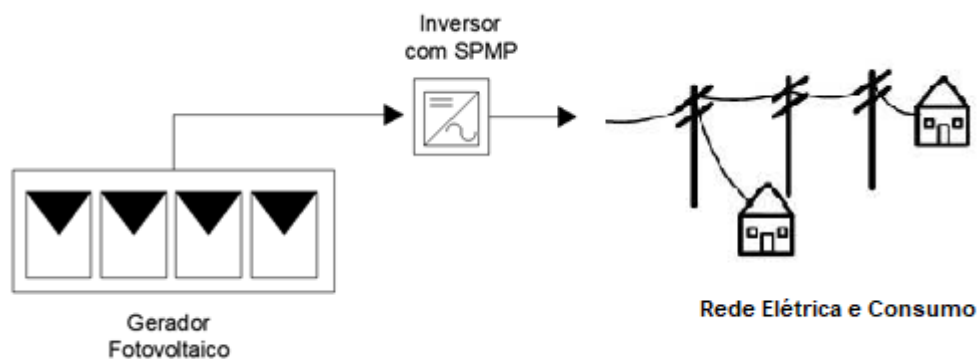 Inversor
com SPMP
Rede Elétrica e Consumo
Gerador
Fotovoltaico